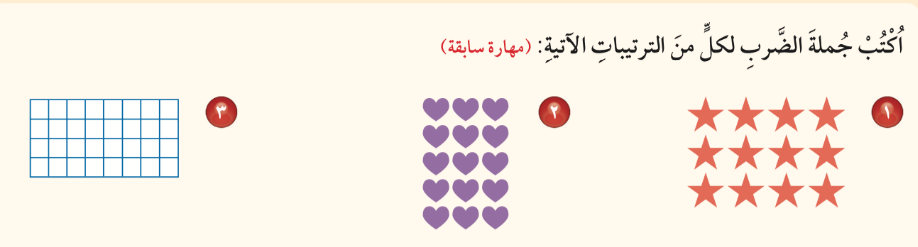 اُكْتُبْ جُملةَ الضَّربِ لكلٍّ منَ الترتيباتِ الآتيةِ: (مهارة سابقة)
١ ٢ ٣